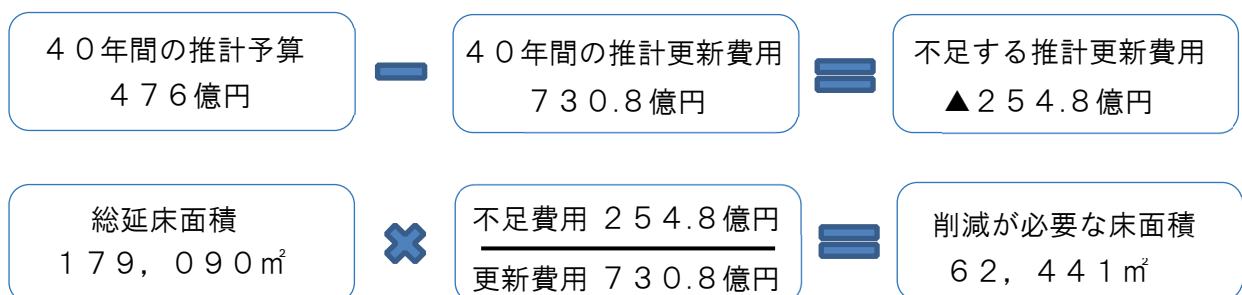 ４０年間の推計予算
４７６億円
４０年間の推計更新費用
７３０.８億円
不足する推計更新費用
▲２５４.８億円
総延床面積
１７９，０９０㎡
不足費用 ２５４.８億円
更新費用 ７３０.８億円
削減が必要な床面積
６２，４４１㎡